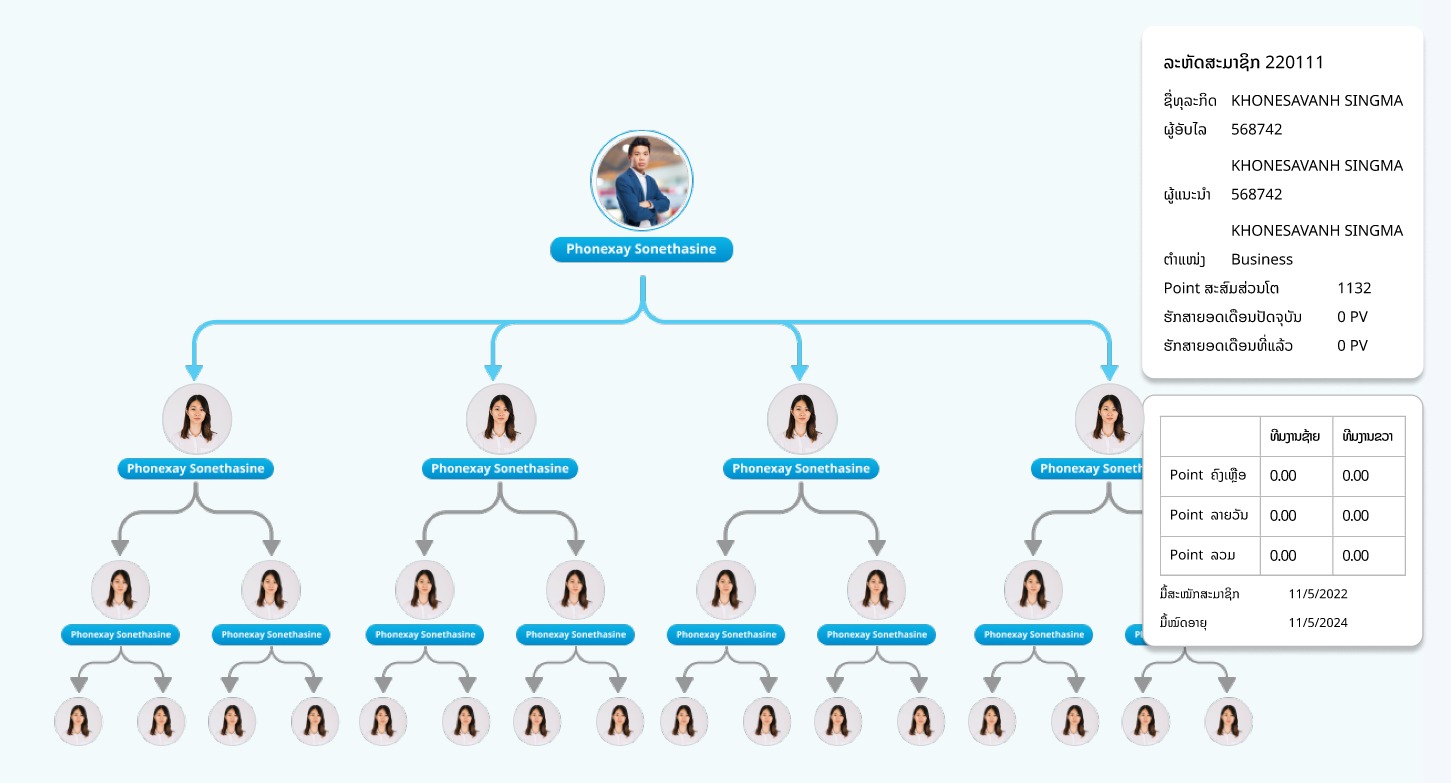 ລະຫັດສະມາຊິກ 220111
ຊື່ທຸລະກິດ KHONESAVANH SINGMA
ຜູ້ອັບໄລ 568742
KHONESAVANH SINGMA
ຜູ້ແນະນຳ 568742
KHONESAVANH SINGMA
ຕຳແໜ່ງ Business
Point ສະສົມສ່ວນໂຕ 1132
ຮັກສາຍອດເດືອນປັດຈຸບັນ 0 PV
ຮັກສາຍອດເດືອນທີ່ແລ້ວ 0 PV
Phonexay Sonethasine
Phonexay Sonethasine Phonexay Sonethasine Phonexay Sonethasine Phonexay Soneth
ທີມງານຊ້າຍ ທີມງານຂວາ
Point ຄົງເຫຼືອ 0.00 0.00
Point ລາຍວັນ 0.00 0.00
Point ລວມ 0.00 0.00
ມື້ສະໝັກສະມາຊິກ 11/5/2022
ມື້ໝົດອາຍຸ 11/5/2024
Phonexay Sonethasine Phonexay Sonethasine Phonexay Sonethasine Phonexay Sonethasine Phonexay Sonethasine Phonexay Sonethasine Phonexay Sonethasine